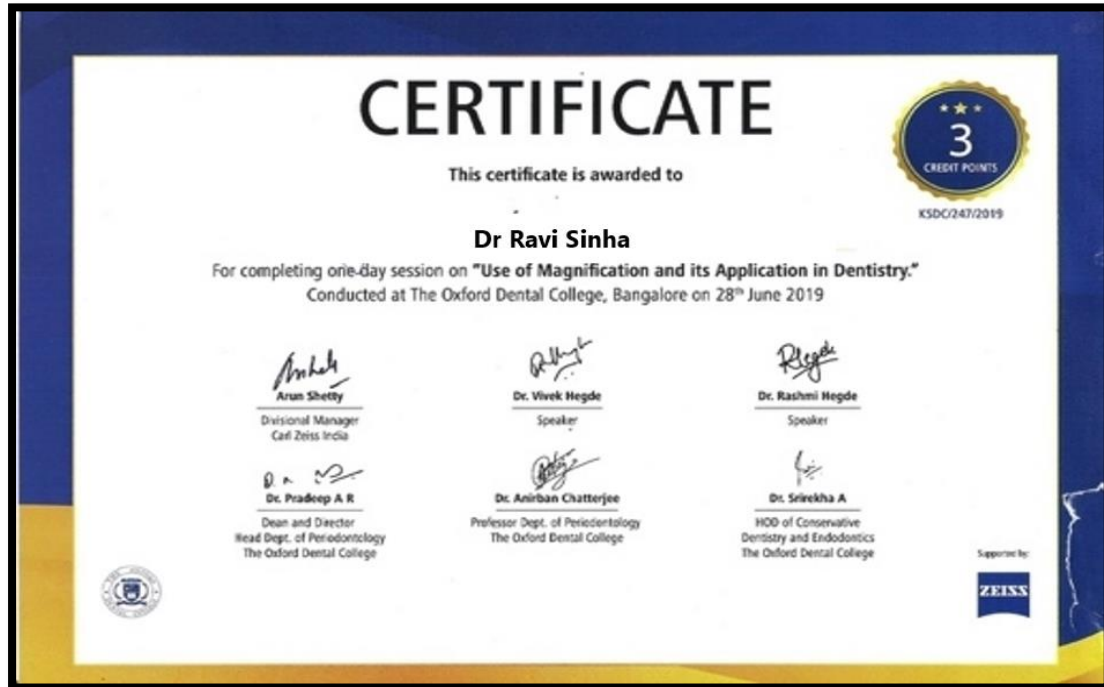 CERTIFICATE
This certificate is awarded to
3
CREDIT POINTS
KSDC/247/2019
Dr Ravi Sinha
For completing one-day session on "Use of Magnification and its Application in Dentistry."
Conducted at The Oxford Dental College, Bangalore on 28th June 2019
Arun Shetty
Divisional Manager
Carl Zeiss India
Dr. Vivek Hegde
Speaker
Dr. Rashmi Hegde
Speaker
Dr. Pradeep A R
Dean and Director
Head Dept. of Periodontology
The Oxford Dental College
Dr. Anirban Chatterjee
Professor Dept. of Periodontology
The Oxford Dental College
Dr. Srirekha A
HOD of Conservative
Dentistry and Endodontics
The Oxford Dental College
Supported by:
ZEISS